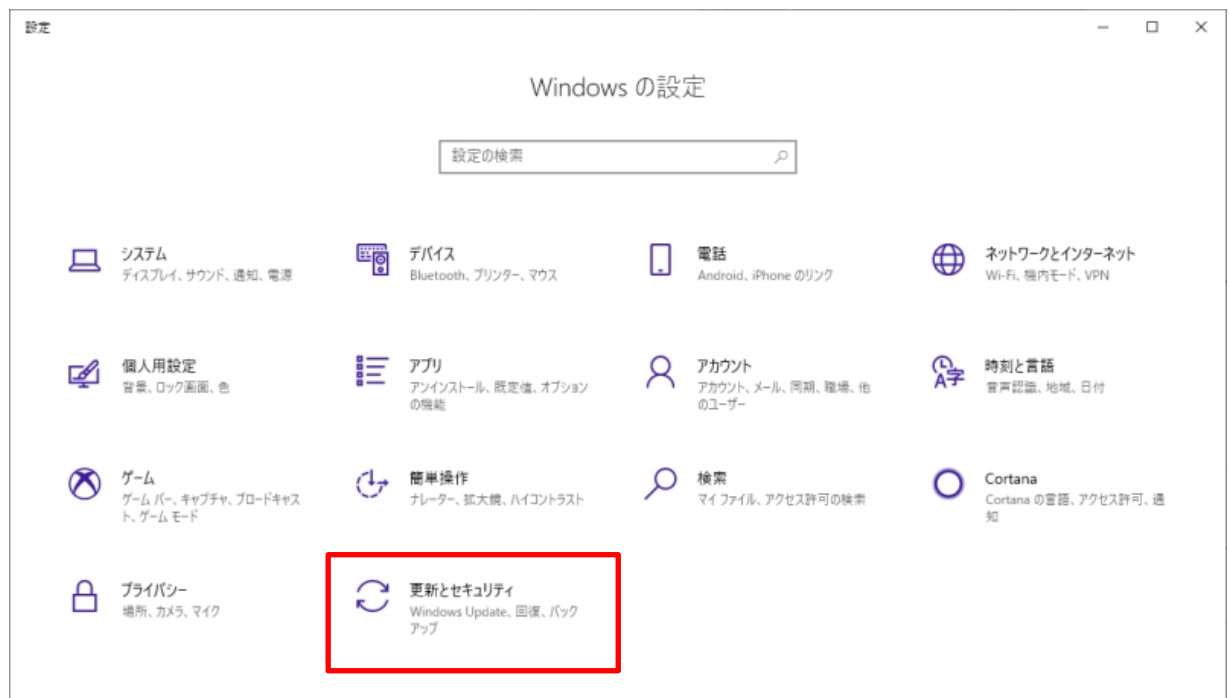 設定
Windows の設定
設定の検索
システム
ディスプレイ、サウンド、通知、電源
デバイス
Bluetooth、プリンター、マウス
電話
Android、iPhone のリンク
ネットワークとインターネット
Wi-Fi、機内モード、VPN
個人用設定
背景、ロック画面、色
アプリ
アンインストール、既定値、オプション
の機能
アカウント
アカウント、メール、同期、職場、他
のユーザー
時刻と言語
音声認識、地域、日付
ゲーム
ゲーム バー、キャプチャ、ブロードキャス
ト、ゲーム モード
簡単操作
ナレーター、拡大鏡、ハイコントラスト
検索
マイ ファイル、アクセス許可の検索
Cortana
Cortana の言語、アクセス許可、通
知
プライバシー
場所、カメラ、マイク
更新とセキュリティ
Windows Update、回復、バック
アップ